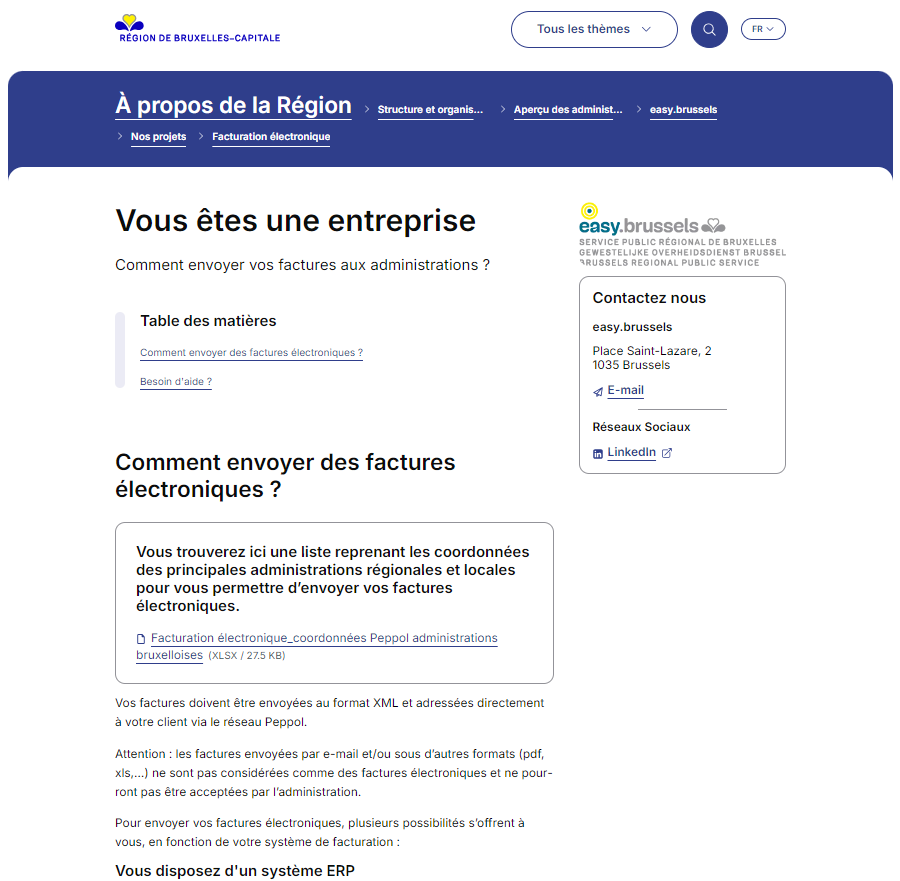 RÉGION DE BRUXELLES-CAPITALE
Tous les thèmes
FR
À propos de la Région
Structure et organis...
Aperçu des administ...
easy.brussels
Nos projets
Facturation électronique
Vous êtes une entreprise
Comment envoyer vos factures aux administrations ?
Table des matières
Comment envoyer des factures électroniques ?
Besoin d'aide ?
Comment envoyer des factures
électroniques ?
Vous trouverez ici une liste reprenant les coordonnées
des principales administrations régionales et locales
pour vous permettre d’envoyer vos factures
électroniques.
Facturation électronique_coordonnées Peppol administrations
bruxelloises (XLSX / 27.5 KB)
Vos factures doivent être envoyées au format XML et adressées directement
à votre client via le réseau Peppol.
Attention : les factures envoyées par e-mail et/ou sous d’autres formats (pdf,
xls,...) ne sont pas considérées comme des factures électroniques et ne pour-
ront pas être acceptées par l’administration.
Pour envoyer vos factures électroniques, plusieurs possibilités s’offrent à
vous, en fonction de votre système de facturation :
Vous disposez d'un système ERP
easy.brussels
SERVICE PUBLIC RÉGIONAL DE BRUXELLES
GEWESTELIJKE OVERHEIDSDIENST BRUSSEL
BRUSSELS REGIONAL PUBLIC SERVICE
Contactez nous
easy.brussels
Place Saint-Lazare, 2
1035 Brussels
E-mail
Réseaux Sociaux
in LinkedIn